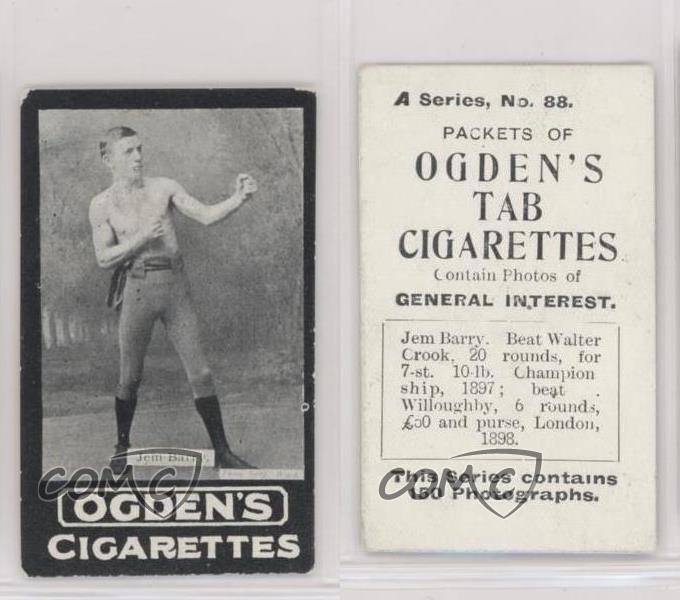 Jem Barry.
OGDEN'S
CIGARETTES
A Series, No. 88.
PACKETS OF
OGDEN'S
TAB
CIGARETTES
Contain Photos of
GENERAL INTEREST.
Jem Barry. Beat Walter
Crook, 20 rounds, for
7-st. 10-lb. Champion
ship, 1897; beat
Willoughby, 6 rounds,
£50 and purse, London,
1898.
This Series contains
150 Photographs.
COMC
COMC